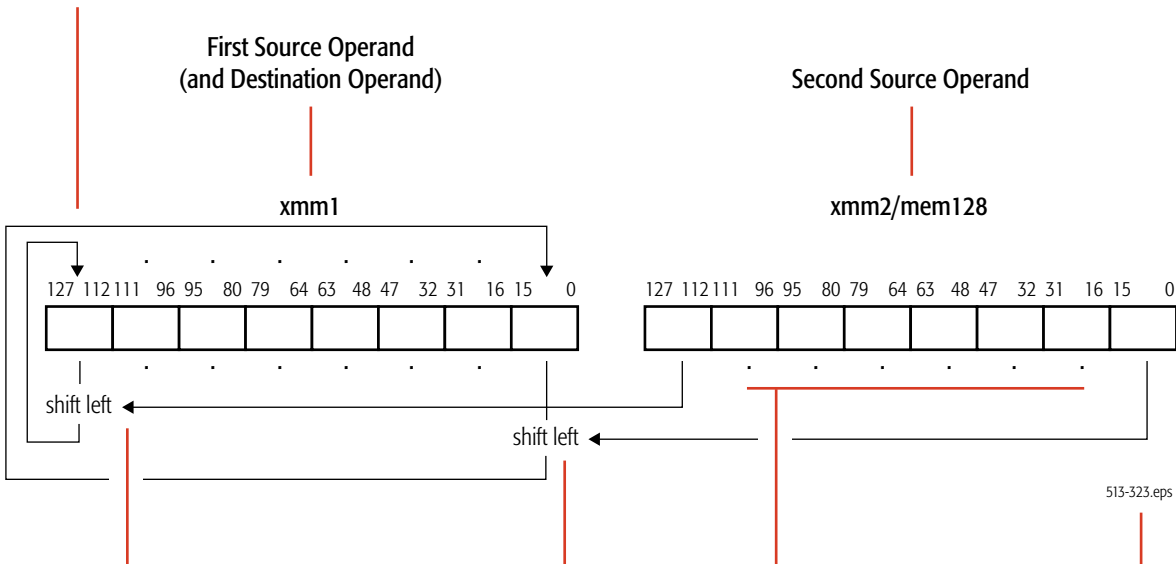 First Source Operand
(and Destination Operand)
Second Source Operand
xmm1
xmm2/mem128
. . . . . .
127 112 111 96 95 80 79 64 63 48 47 32 31 16 15 0
127 112 111 96 95 80 79 64 63 48 47 32 31 16 15 0
. . . . . .
. . . . . .
shift left
shift left
513-323.eps